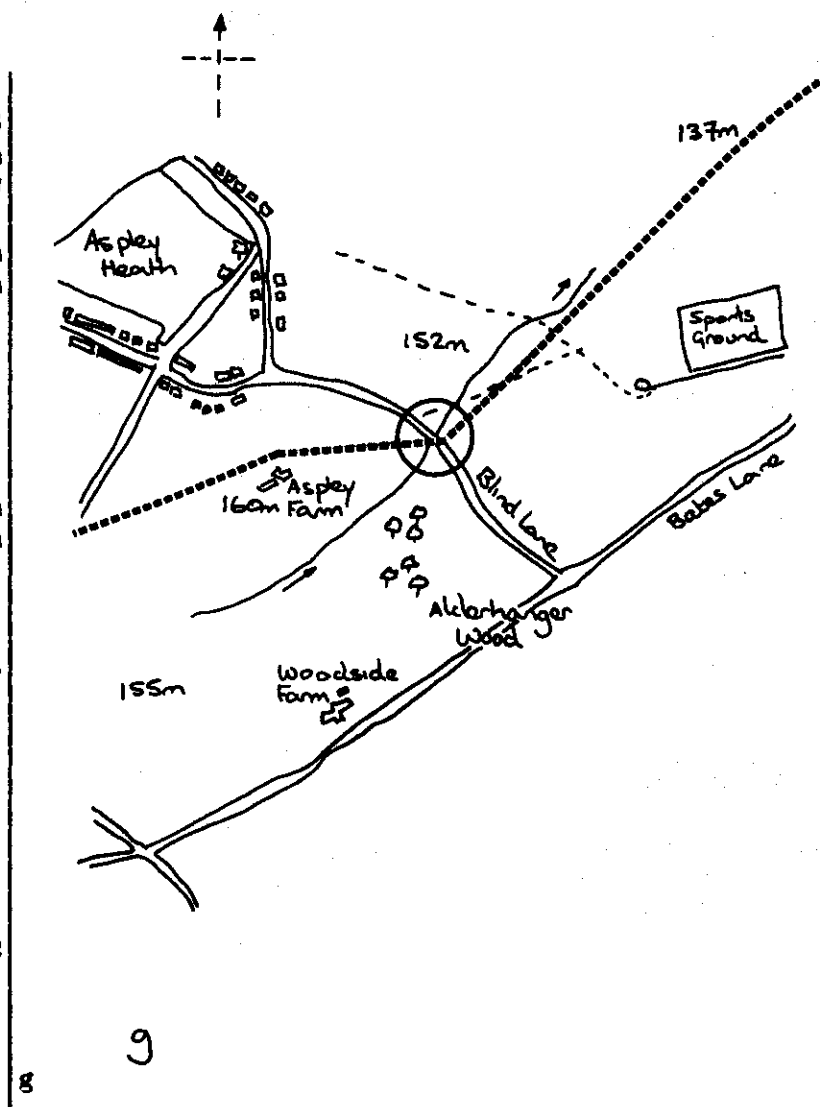 137m
Aspley
Heath
Sports
Ground
152m
160m Aspley
Farm
Blind Lane
Bates Lane
Alderhanger
Wood
Woodside
Farm
155m
9
8